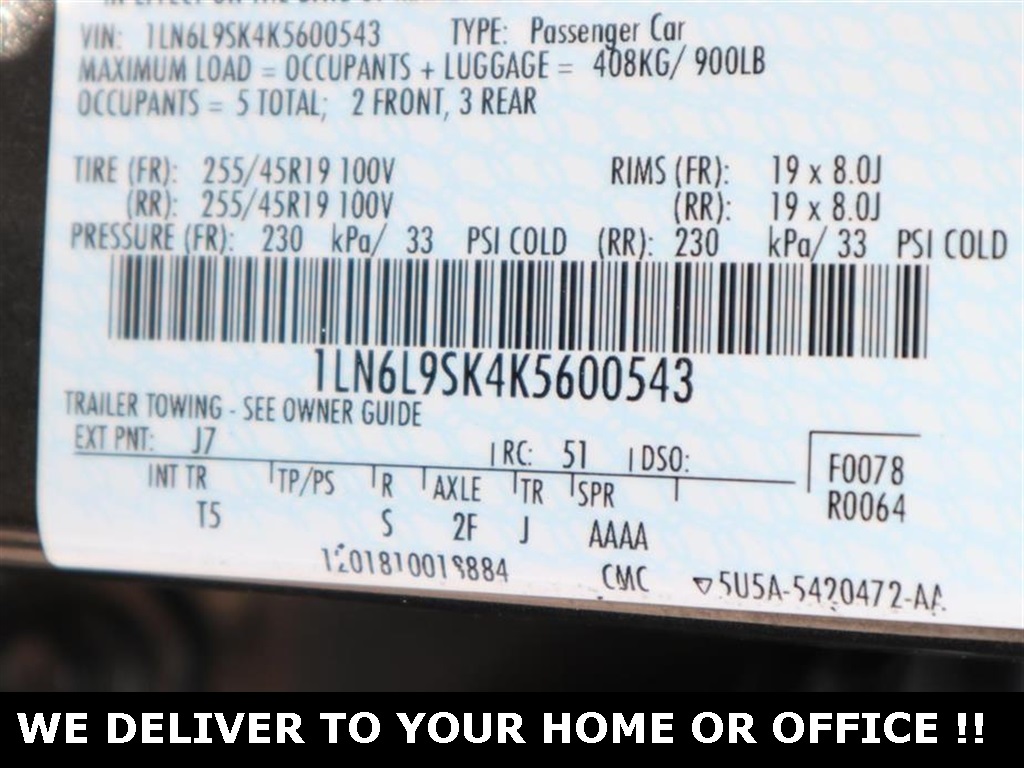 VIN: 1LN6L9SK4K5600543 TYPE: Passenger Car
MAXIMUM LOAD = OCCUPANTS + LUGGAGE = 408KG/ 900LB
OCCUPANTS = 5 TOTAL; 2 FRONT, 3 REAR
TIRE (FR): 255/45R19 100V RIMS (FR): 19 x 8.0J
(RR): 255/45R19 100V (RR): 19 x 8.0J
PRESSURE (FR): 230 kPa/ 33 PSI COLD (RR): 230 kPa/ 33 PSI COLD
1LN6L9SK4K5600543
TRAILER TOWING - SEE OWNER GUIDE
EXT PNT: J7 RC: 51 DSO:
F0078
R0064
INT TR TP/PS R AXLE TR SPR
T5 S 2F J AAAA
CMC 5U5A-5420472-AA
WE DELIVER TO YOUR HOME OR OFFICE !!